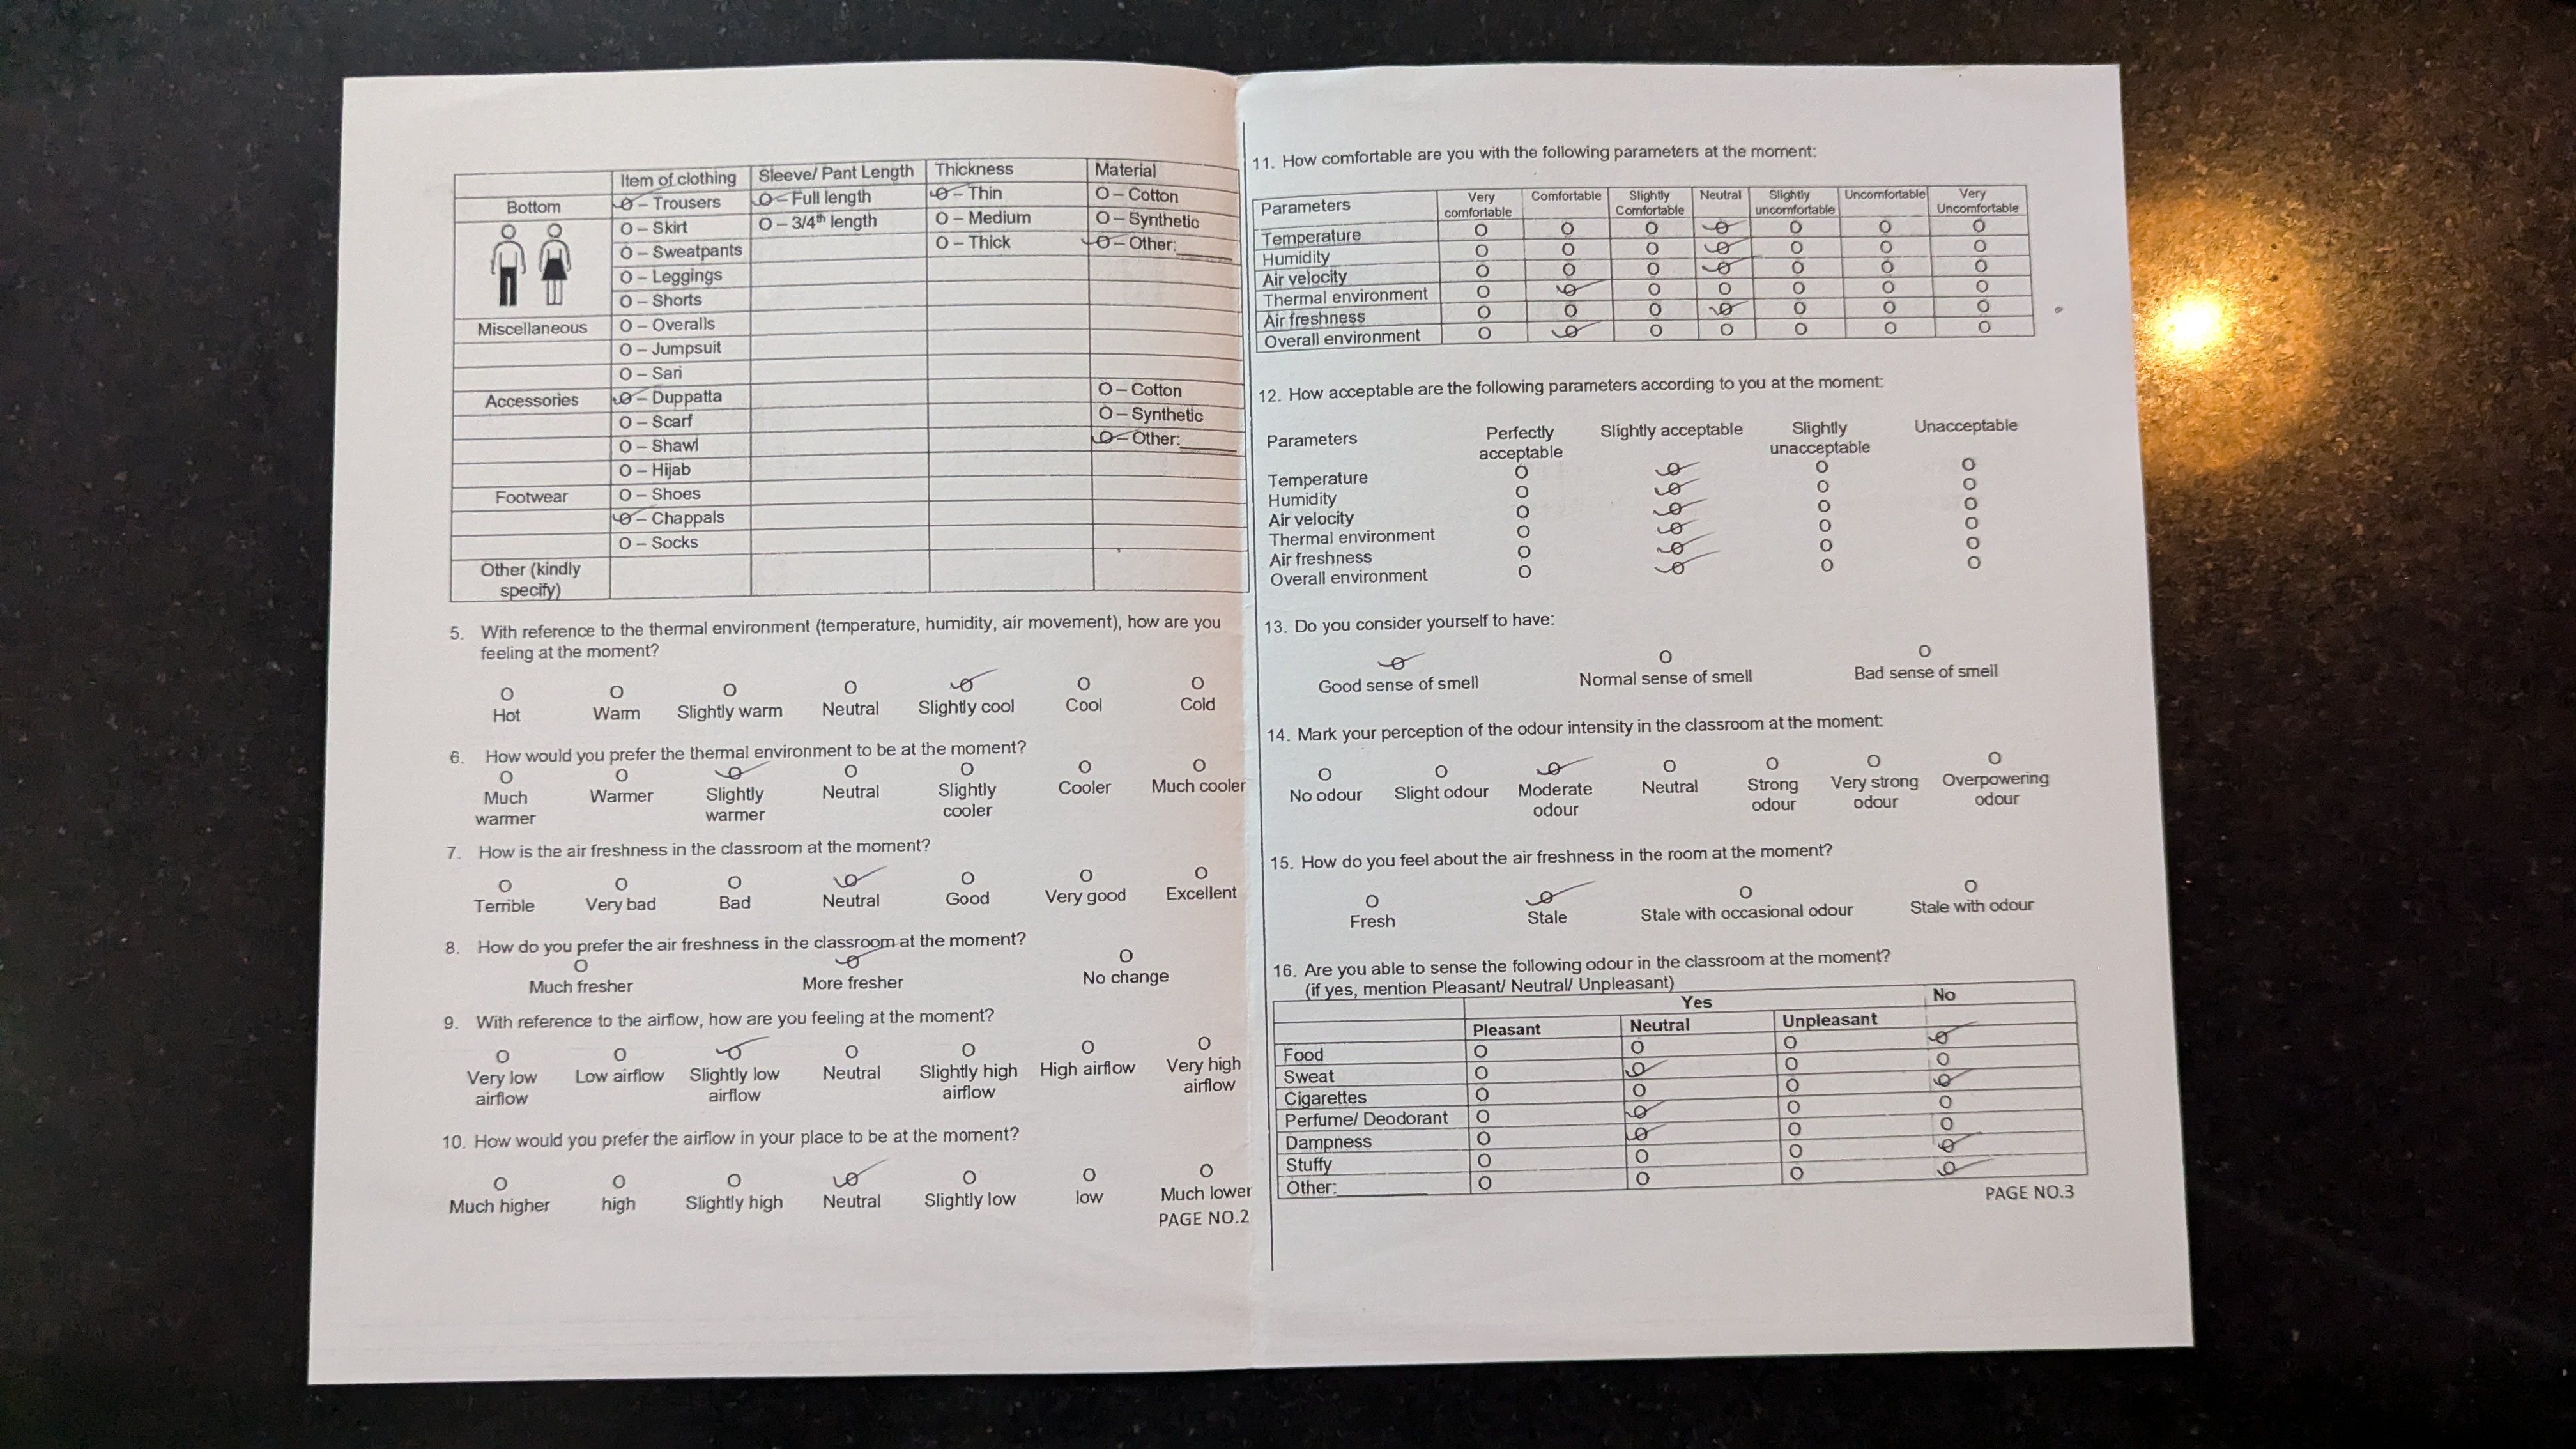 Item of clothing Sleeve/ Pant Length Thickness Material
Bottom O – Trousers O – Full length O – Thin O – Cotton
O – Skirt O – 3/4th length O – Medium O – Synthetic
O – Sweatpants O – Thick O – Other:______
O – Leggings
O – Shorts
Miscellaneous O – Overalls
O – Jumpsuit
O – Sari
Accessories O – Duppatta O – Cotton
O – Scarf O – Synthetic
O – Shawl O – Other:______
O – Hijab
Footwear O – Shoes
O – Chappals
O – Socks
Other (kindly
specify)
5. With reference to the thermal environment (temperature, humidity, air movement), how are you
feeling at the moment?
O O O O O O O
Hot Warm Slightly warm Neutral Slightly cool Cool Cold
6. How would you prefer the thermal environment to be at the moment?
O O O O O O O
Much warmer Warmer Slightly warmer Neutral Slightly cooler Cooler Much cooler
7. How is the air freshness in the classroom at the moment?
O O O O O O O
Terrible Very bad Bad Neutral Good Very good Excellent
8. How do you prefer the air freshness in the classroom at the moment?
O O O
Much fresher More fresher No change
9. With reference to the airflow, how are you feeling at the moment?
O O O O O O O
Very low airflow Low airflow Slightly low airflow Neutral Slightly high airflow High airflow Very high airflow
10. How would you prefer the airflow in your place to be at the moment?
O O O O O O O
Much higher high Slightly high Neutral Slightly low low Much lower
PAGE NO.2
11. How comfortable are you with the following parameters at the moment:
Parameters Very comfortable Comfortable Slightly Comfortable Neutral Slightly uncomfortable Uncomfortable Very Uncomfortable
Temperature O O O O O O O
Humidity O O O O O O O
Air velocity O O O O O O O
Thermal environment O O O O O O O
Air freshness O O O O O O O
Overall environment O O O O O O O
12. How acceptable are the following parameters according to you at the moment:
Parameters Perfectly acceptable Slightly acceptable Slightly unacceptable Unacceptable
Temperature O O O O
Humidity O O O O
Air velocity O O O O
Thermal environment O O O O
Air freshness O O O O
Overall environment O O O O
13. Do you consider yourself to have:
O O O
Good sense of smell Normal sense of smell Bad sense of smell
14. Mark your perception of the odour intensity in the classroom at the moment:
O O O O O O O
No odour Slight odour Moderate odour Neutral Strong odour Very strong odour Overpowering odour
15. How do you feel about the air freshness in the room at the moment?
O O O O
Fresh Stale Stale with occasional odour Stale with odour
16. Are you able to sense the following odour in the classroom at the moment?
(if yes, mention Pleasant/ Neutral/ Unpleasant)
Yes No
Pleasant Neutral Unpleasant
Food O O O O
Sweat O O O O
Cigarettes O O O O
Perfume/ Deodorant O O O O
Dampness O O O O
Stuffy O O O O
Other:__________ O O O O
PAGE NO.3